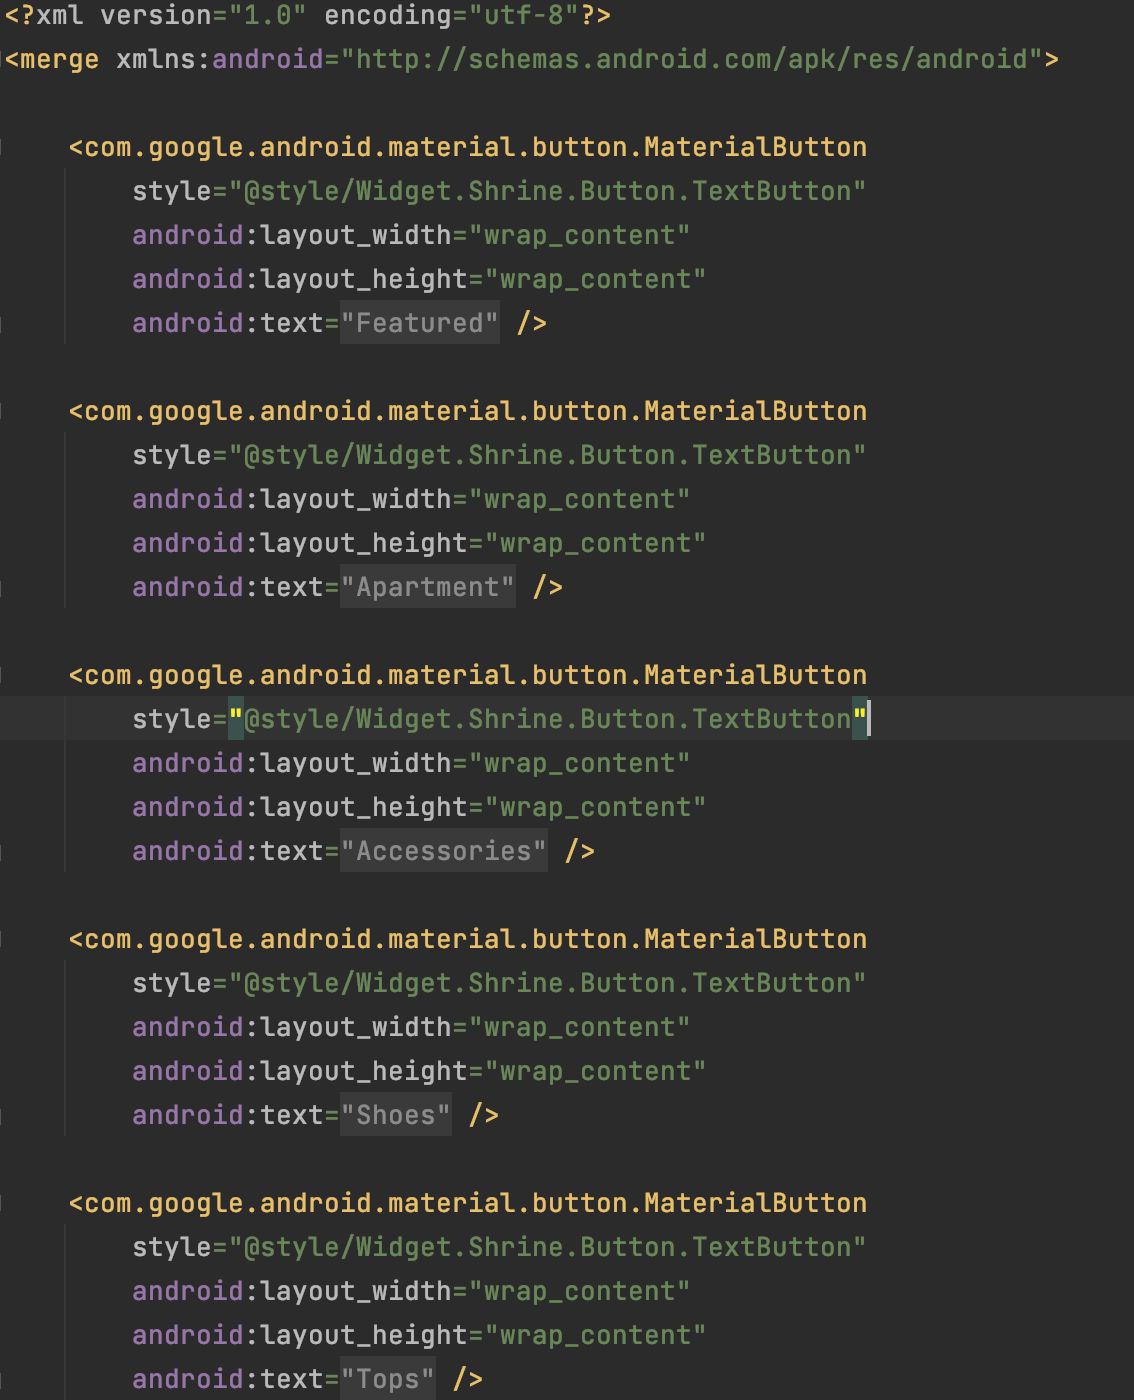 <?xml version="1.0" encoding="utf-8"?>
<merge xmlns:android="http://schemas.android.com/apk/res/android">
<com.google.android.material.button.MaterialButton
style="@style/Widget.Shrine.Button.TextButton"
android:layout_width="wrap_content"
android:layout_height="wrap_content"
android:text="Featured" />
<com.google.android.material.button.MaterialButton
style="@style/Widget.Shrine.Button.TextButton"
android:layout_width="wrap_content"
android:layout_height="wrap_content"
android:text="Apartment" />
<com.google.android.material.button.MaterialButton
style="@style/Widget.Shrine.Button.TextButton"
android:layout_width="wrap_content"
android:layout_height="wrap_content"
android:text="Accessories" />
<com.google.android.material.button.MaterialButton
style="@style/Widget.Shrine.Button.TextButton"
android:layout_width="wrap_content"
android:layout_height="wrap_content"
android:text="Shoes" />
<com.google.android.material.button.MaterialButton
style="@style/Widget.Shrine.Button.TextButton"
android:layout_width="wrap_content"
android:layout_height="wrap_content"
android:text="Tops" />